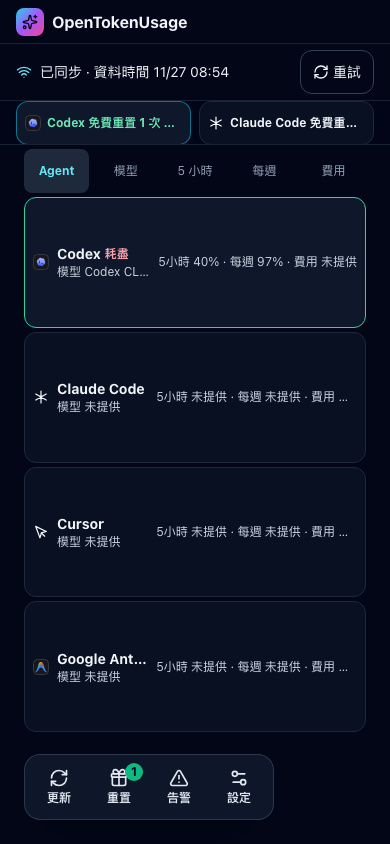 OpenTokenUsage
已同步 · 資料時間 11/27 08:54
重試
Codex 免費重置 1 次 ...
Claude Code 免費重...
Agent
模型
5 小時
每週
費用
Codex 耗盡
模型 Codex CL...
5小時 40% · 每週 97% · 費用 未提供
Claude Code
模型 未提供
5小時 未提供 · 每週 未提供 · 費用 ...
Cursor
模型 未提供
5小時 未提供 · 每週 未提供 · 費用 ...
Google Ant...
模型 未提供
5小時 未提供 · 每週 未提供 · 費用 ...
1
更新
重置
告警
設定